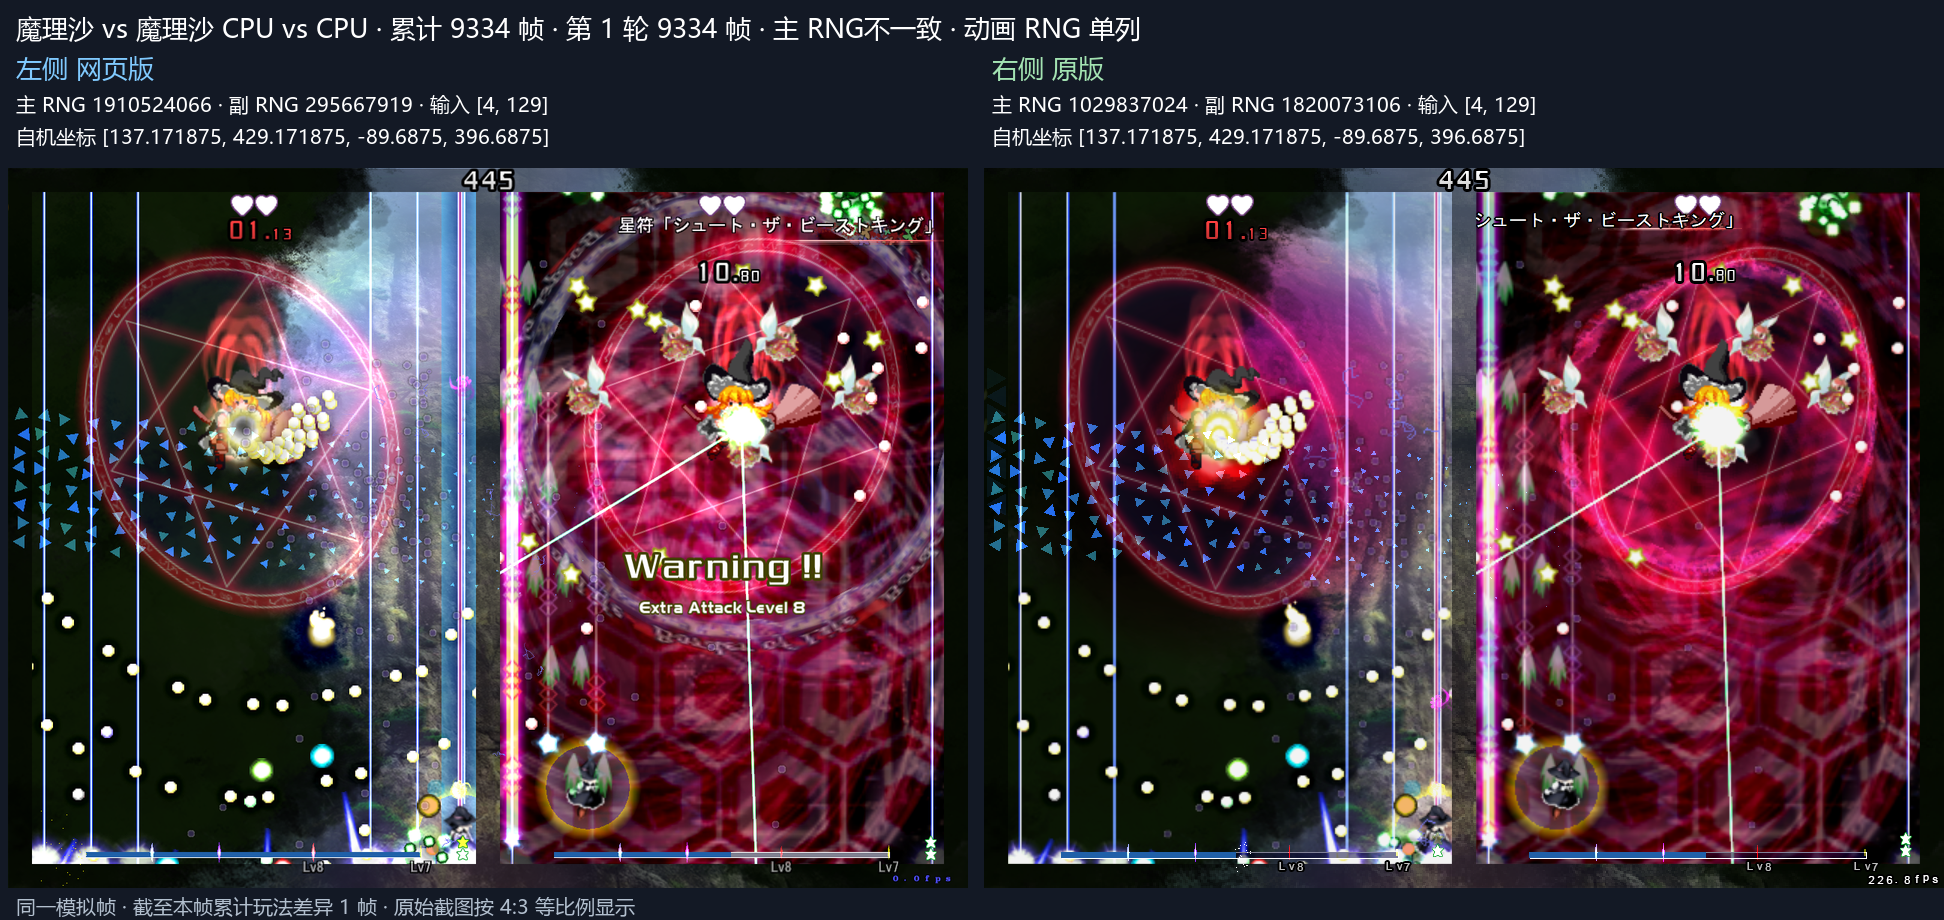 魔理沙 vs 魔理沙 CPU vs CPU · 累计 9334 帧 · 第 1 轮 9334 帧 · 主 RNG不一致 · 动画 RNG 单列
左侧 网页版
主 RNG 1910524066 · 副 RNG 295667919 · 输入 [4, 129]
自机坐标 [137.171875, 429.171875, -89.6875, 396.6875]
右侧 原版
主 RNG 1029837024 · 副 RNG 1820073106 · 输入 [4, 129]
自机坐标 [137.171875, 429.171875, -89.6875, 396.6875]
445
01.13
星符「シュート・ザ・ビーストキング」
10.80
Warning !!
Extra Attack Level 8
Lv8
Lv7
Lv8
Lv7
0.0fps
445
01.13
シュート・ザ・ビーストキング」
10.80
Lv8
Lv7
Lv8
Lv7
226.8fps
同一模拟帧 · 截至本帧累计玩法差异 1 帧 · 原始截图按 4:3 等比例显示